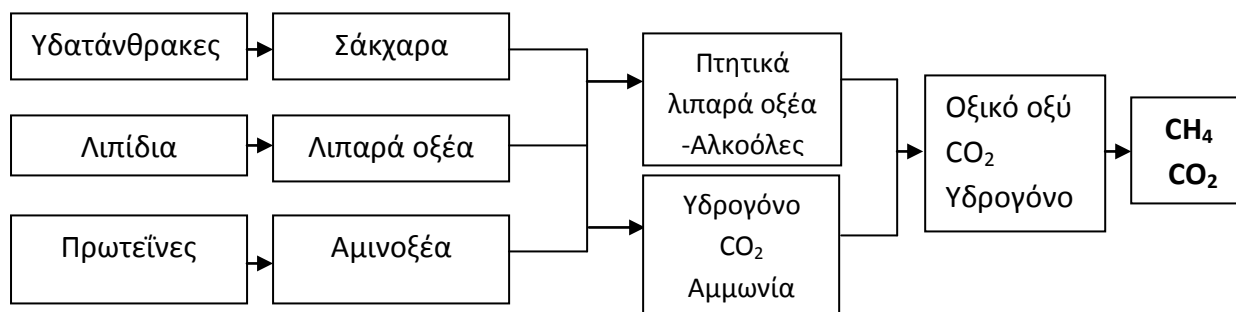 Υδατάνθρακες
Σάκχαρα
Λιπίδια
Λιπαρά οξέα
Πρωτεΐνες
Αμινοξέα
Πτητικά
λιπαρά οξέα
-Αλκοόλες
Υδρογόνο
CO₂
Αμμωνία
Οξικό οξύ
CO₂
Υδρογόνο
CH₄
CO₂